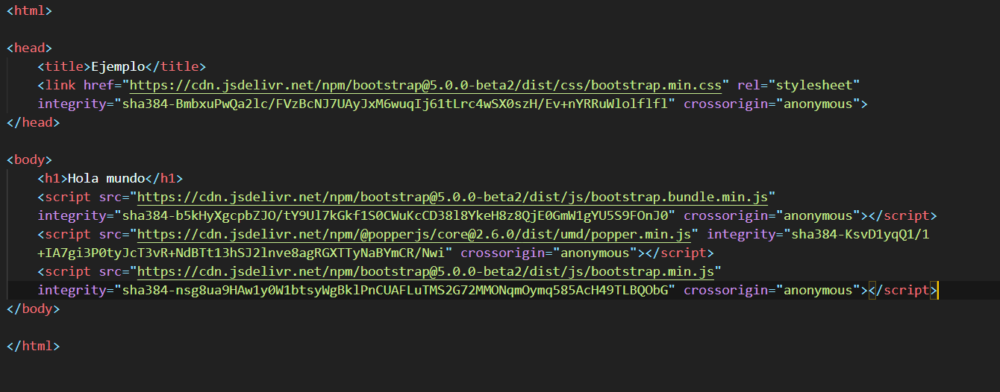 <html>
<head>
<title>Ejemplo</title>
<link href="https://cdn.jsdelivr.net/npm/bootstrap@5.0.0-beta2/dist/css/bootstrap.min.css" rel="stylesheet"
integrity="sha384-BmbxuPwQa2lc/FVzBcNJ7UAyJxM6wuqIj61tLrc4wSX0szH/Ev+nYRRuWlolflfl" crossorigin="anonymous">
</head>
<body>
<h1>Hola mundo</h1>
<script src="https://cdn.jsdelivr.net/npm/bootstrap@5.0.0-beta2/dist/js/bootstrap.bundle.min.js"
integrity="sha384-b5kHyXgcpbZJO/tY9Ul7kGkf1S0CWuKcCD38l8YkeH8z8QjE0GmW1gYU5S9FOnJ0" crossorigin="anonymous"></script>
<script src="https://cdn.jsdelivr.net/npm/@popperjs/core@2.6.0/dist/umd/popper.min.js" integrity="sha384-KsvD1yqQ1/1
+IA7gi3P0tyJcT3vR+NdBTt13hSJ2lnve8agRGXTTyNaBYmCR/Nwi" crossorigin="anonymous"></script>
<script src="https://cdn.jsdelivr.net/npm/bootstrap@5.0.0-beta2/dist/js/bootstrap.min.js"
integrity="sha384-nsg8ua9HAw1y0W1btsyWgBklPnCUAFLuTMS2G72MMONqmOymq585AcH49TLBQObG" crossorigin="anonymous"></script>
</body>
</html>